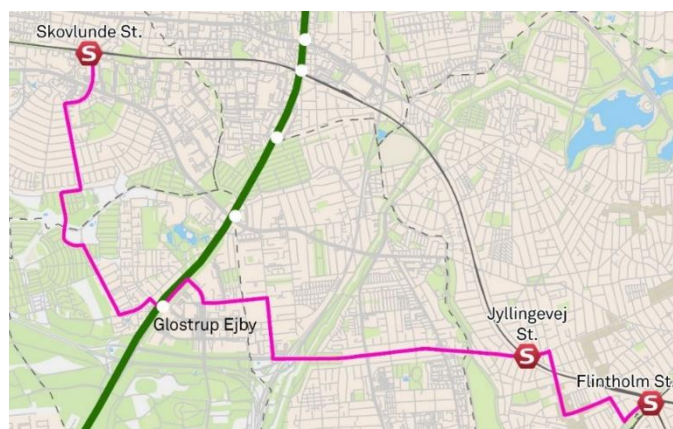 Skovlunde St.
S
Glostrup Ejby
Jyllingevej
St.
S
Flintholm St.
S